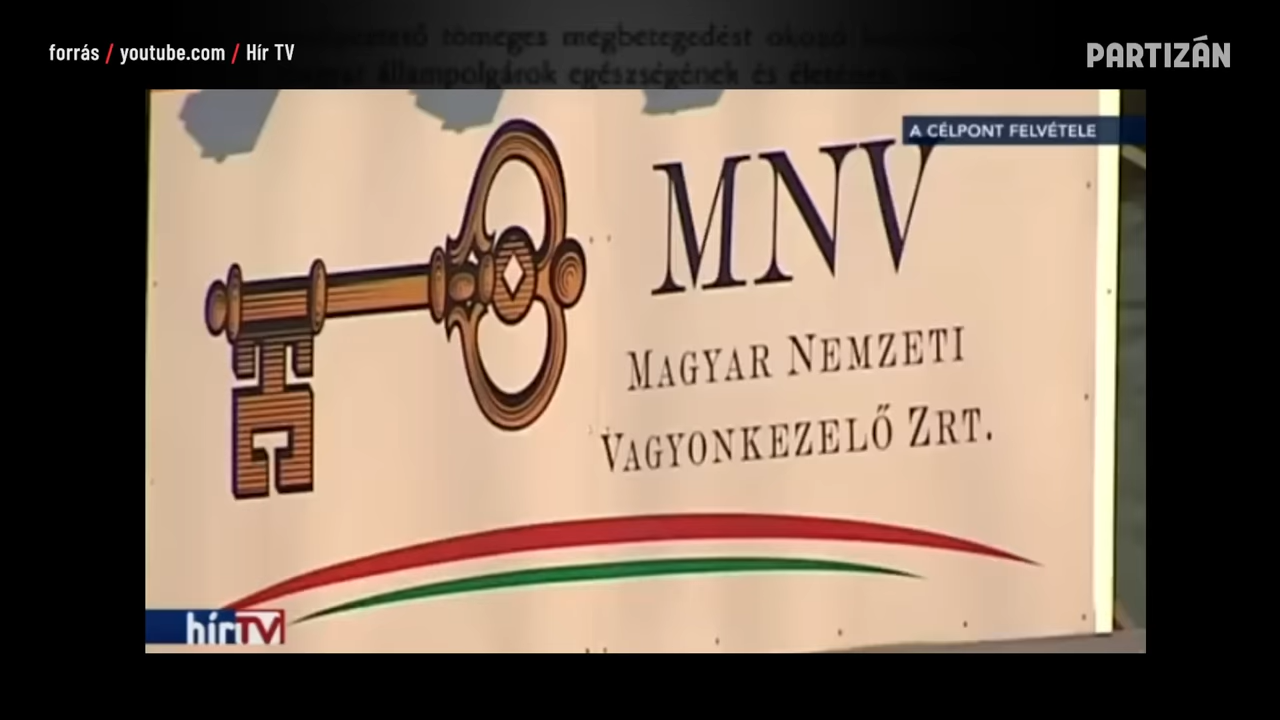 forrás / youtube.com / Hír TV
PARTIZÁN
tömeges megbetegedést okozó
állampolgárok egészségének és
A CÉLPONT FELVÉTELE
MNV
MAGYAR NEMZETI
VAGYONKEZELŐ ZRT.
hírTV